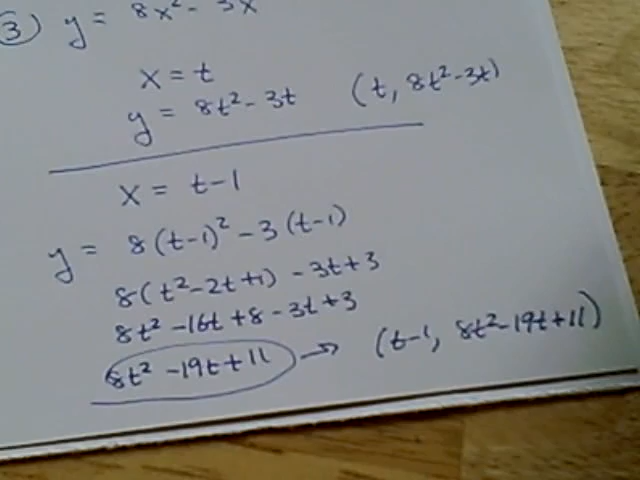 ③ y = 8x² - 3x
x = t
y = 8t² - 3t (t, 8t² - 3t)
x = t-1
y = 8(t-1)² - 3(t-1)
8(t² - 2t + 1) - 3t + 3
8t² - 16t + 8 - 3t + 3
8t² - 19t + 11 → (t-1, 8t² - 19t + 11)